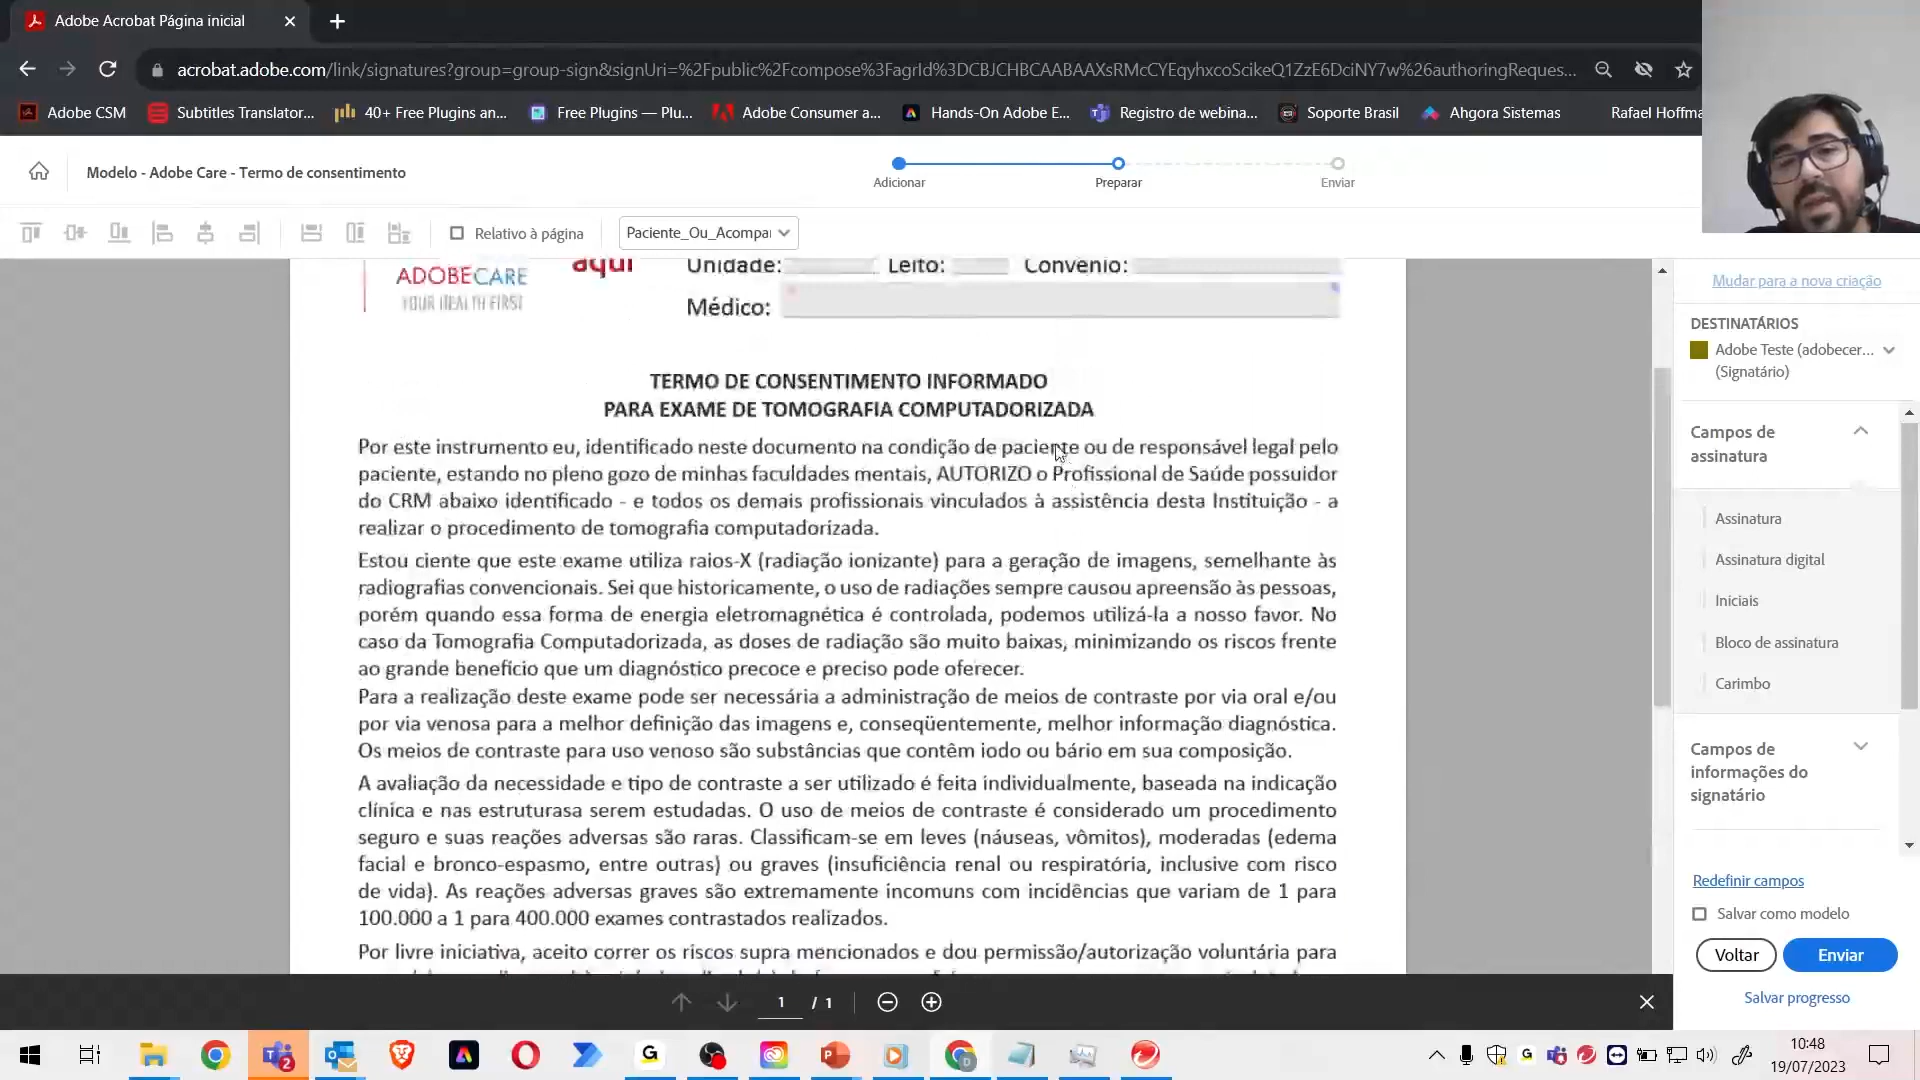 Adobe Acrobat Página inicial
acrobat.adobe.com/link/signatures?group=group-sign&signUri=%2Fpublic%2Fcompose%3FagrId%3DCBJCHBCAABAAXsRMcCYEqyhxcoScikeQ1ZzE6DciNY7w%26authoringReques...
Adobe CSM
Subtitles Translator...
40+ Free Plugins an...
Free Plugins — Plu...
Adobe Consumer a...
Hands-On Adobe E...
Registro de webina...
Soporte Brasil
Ahgora Sistemas
Rafael Hoffma
Modelo - Adobe Care - Termo de consentimento
Adicionar
Preparar
Enviar
Relativo à página
Paciente_Ou_Acompa
ADOBECARE
YOUR HEALTH FIRST
aqui
Unidade: Leito: Convenio:
Médico:
TERMO DE CONSENTIMENTO INFORMADO
PARA EXAME DE TOMOGRAFIA COMPUTADORIZADA
Por este instrumento eu, identificado neste documento na condição de paciente ou de responsável legal pelo
paciente, estando no pleno gozo de minhas faculdades mentais, AUTORIZO o Profissional de Saúde possuidor
do CRM abaixo identificado - e todos os demais profissionais vinculados à assistência desta Instituição - a
realizar o procedimento de tomografia computadorizada.
Estou ciente que este exame utiliza raios-X (radiação ionizante) para a geração de imagens, semelhante às
radiografias convencionais. Sei que historicamente, o uso de radiações sempre causou apreensão às pessoas,
porém quando essa forma de energia eletromagnética é controlada, podemos utilizá-la a nosso favor. No
caso da Tomografia Computadorizada, as doses de radiação são muito baixas, minimizando os riscos frente
ao grande benefício que um diagnóstico precoce e preciso pode oferecer.
Para a realização deste exame pode ser necessária a administração de meios de contraste por via oral e/ou
por via venosa para a melhor definição das imagens e, conseqüentemente, melhor informação diagnóstica.
Os meios de contraste para uso venoso são substâncias que contêm iodo ou bário em sua composição.
A avaliação da necessidade e tipo de contraste a ser utilizado é feita individualmente, baseada na indicação
clínica e nas estruturasa serem estudadas. O uso de meios de contraste é considerado um procedimento
seguro e suas reações adversas são raras. Classificam-se em leves (náuseas, vômitos), moderadas (edema
facial e bronco-espasmo, entre outras) ou graves (insuficiência renal ou respiratória, inclusive com risco
de vida). As reações adversas graves são extremamente incomuns com incidências que variam de 1 para
100.000 a 1 para 400.000 exames contrastados realizados.
Por livre iniciativa, aceito correr os riscos supra mencionados e dou permissão/autorização voluntária para
Mudar para a nova criação
DESTINATÁRIOS
Adobe Teste (adobecer...
(Signatário)
Campos de
assinatura
Assinatura
Assinatura digital
Iniciais
Bloco de assinatura
Carimbo
Campos de
informações do
signatário
Redefinir campos
Salvar como modelo
Voltar
Enviar
Salvar progresso
1 / 1
2
10:48
19/07/2023